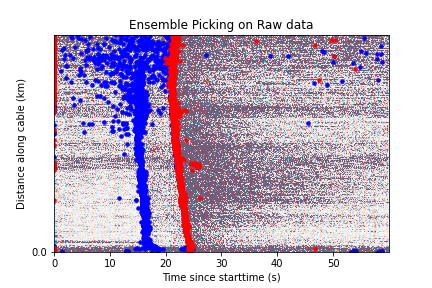 Ensemble Picking on Raw data
Distance along cable (km)
0.0
0 10 20 30 40 50
Time since starttime (s)